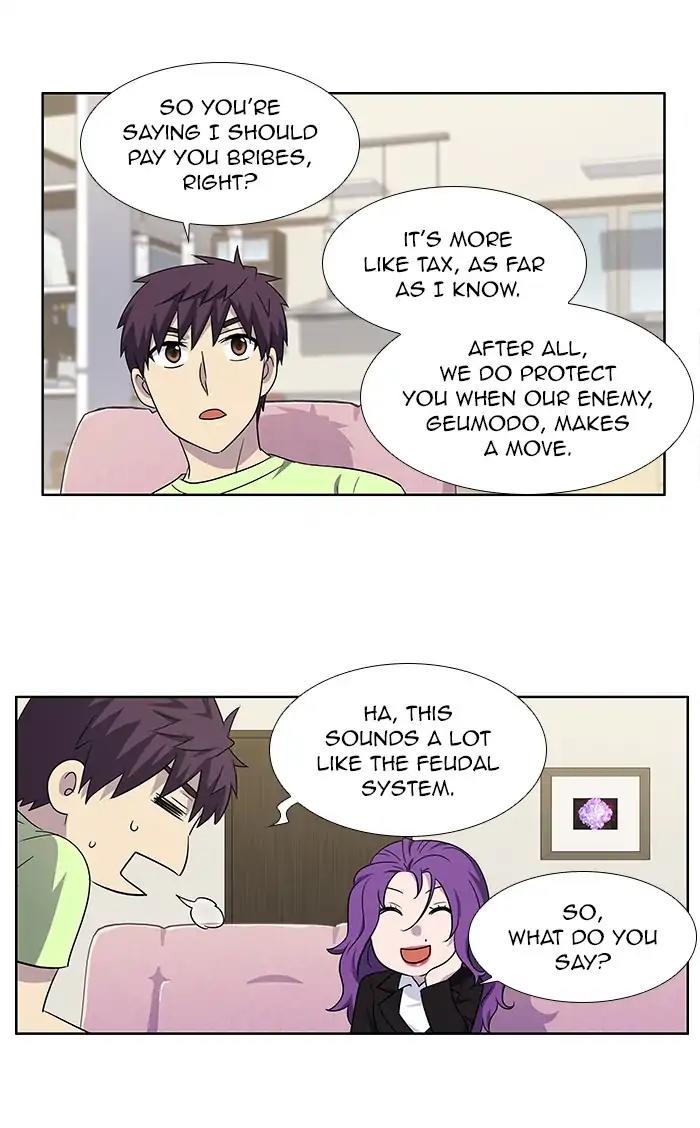 SO YOU'RE
SAYING I SHOULD
PAY YOU BRIBES,
RIGHT?
IT'S MORE
LIKE TAX, AS FAR
AS I KNOW.
AFTER ALL,
WE DO PROTECT
YOU WHEN OUR ENEMY,
GEUMODO, MAKES
A MOVE.
HA, THIS
SOUNDS A LOT
LIKE THE FEUDAL
SYSTEM.
SO,
WHAT DO YOU
SAY?